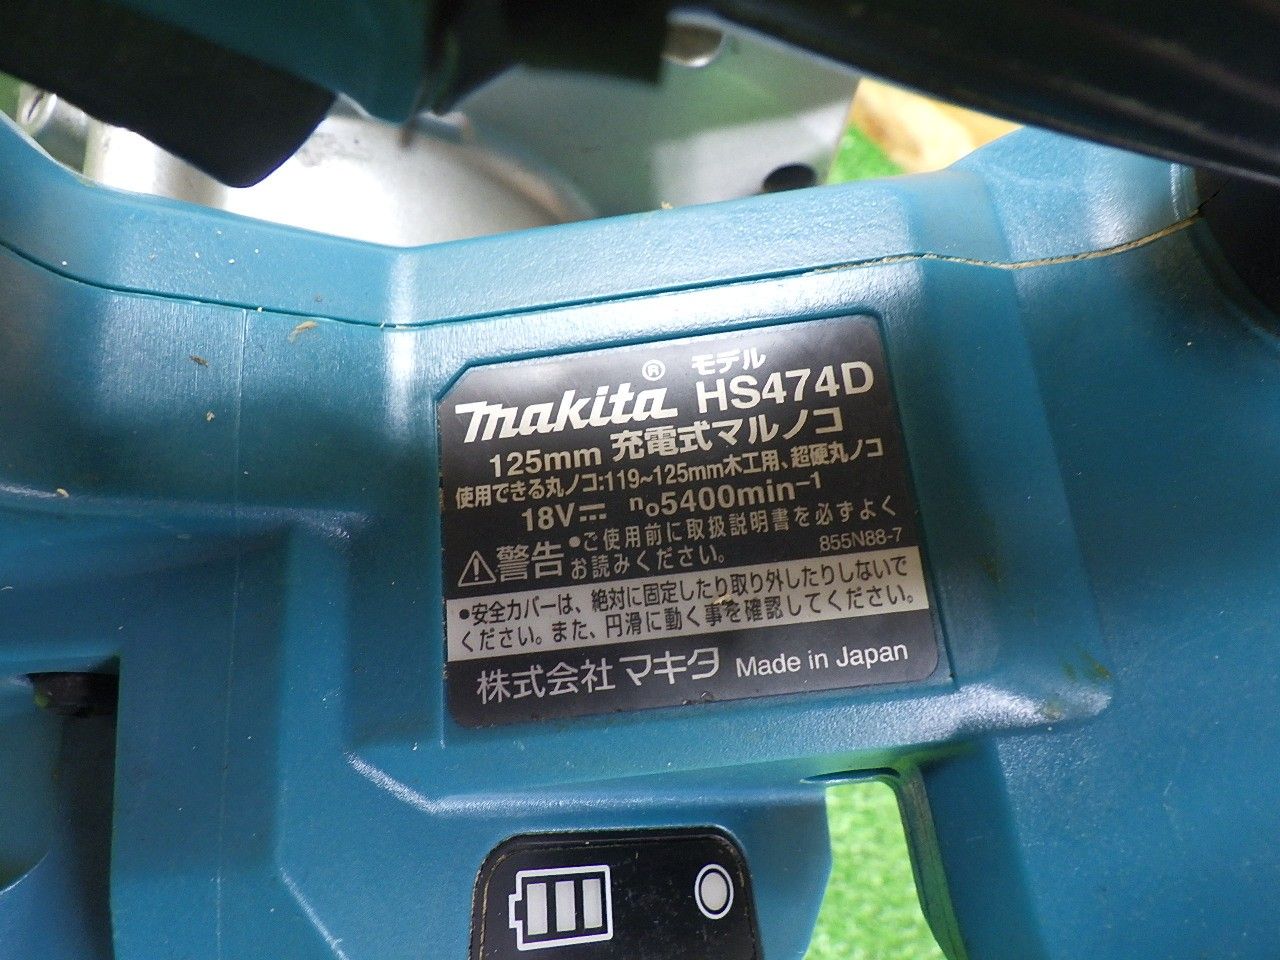 makita® モデル HS474D
125mm 充電式マルノコ
使用できる丸ノコ:119~125mm木工用、超硬丸ノコ
18V⎓ n₀5400min⁻¹
⚠警告 •ご使用前に取扱説明書を必ずよく
お読みください。 855N88-7
•安全カバーは、絶対に固定したり取り外したりしないで
ください。また、円滑に動く事を確認してください。
株式会社マキタ Made in Japan